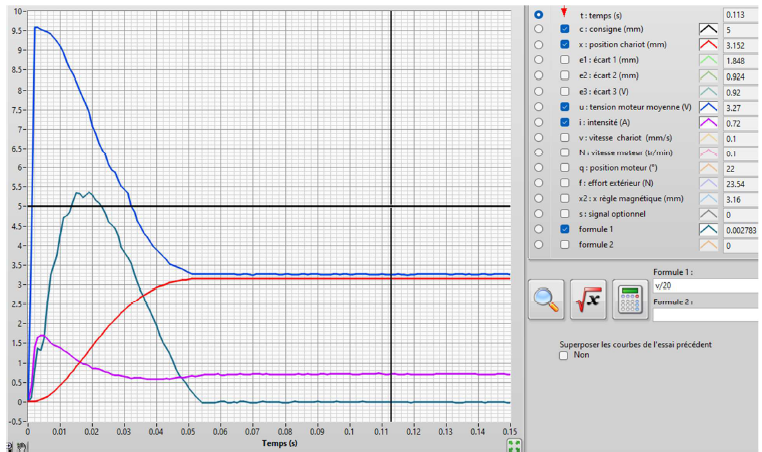 10
9.5
9
8.5
8
7.5
7
6.5
6
5.5
5
4.5
4
3.5
3
2.5
2
1.5
1
0.5
0
-0.5
0 0.01 0.02 0.03 0.04 0.05 0.06 0.07 0.08 0.09 0.1 0.11 0.12 0.13 0.14 0.15
Temps (s)
t : temps (s) 0.113
c : consigne (mm) 5
x : position chariot (mm) 3.152
e1 : écart 1 (mm) 1.848
e2 : écart 2 (mm) 0.924
e3 : écart 3 (V) 0.92
u : tension moteur moyenne (V) 3.27
i : intensité (A) 0.72
v : vitesse chariot (mm/s) 0.1
N : vitesse moteur (tr/min) 0.1
q : position moteur (°) 22
f : effort extérieur (N) 23.54
x2 : x règle magnétique (mm) 3.16
s : signal optionnel 0
formule 1 0.002783
formule 2 0
Formule 1 :
v/20
Formule 2 :
Superposer les courbes de l'essai précédent
Non